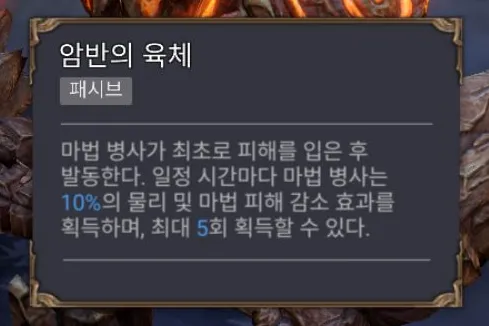 암반의 육체
패시브
마법 병사가 최초로 피해를 입은 후
발동한다. 일정 시간마다 마법 병사는
10%의 물리 및 마법 피해 감소 효과를
획득하며, 최대 5회 획득할 수 있다.